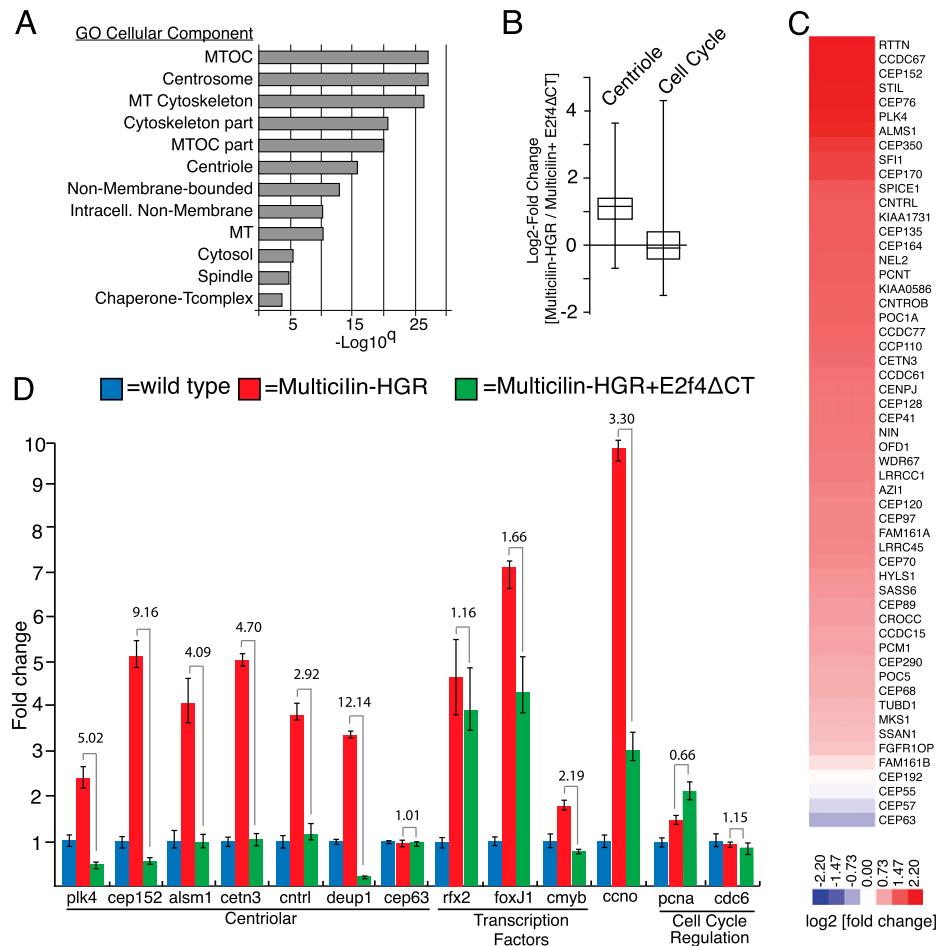 A
GO Cellular Component
MTOC
Centrosome
MT Cytoskeleton
Cytoskeleton part
MTOC part
Centriole
Non-Membrane-bounded
Intracell. Non-Membrane
MT
Cytosol
Spindle
Chaperone-Tcomplex
5 15 25
-Log10q
B
Centriole
Cell Cycle
Log2-Fold Change
[Multicilin-HGR / Multicilin+ E2f4ΔCT]
4
2
0
-2
C
RTTN
CCDC67
CEP152
STIL
CEP76
PLK4
ALMS1
CEP350
SFI1
CEP170
SPICE1
CNTRL
KIAA1731
CEP135
CEP164
NEL2
PCNT
KIAA0586
CNTROB
POC1A
CCDC77
CCP110
CETN3
CCDC61
CENPJ
CEP128
CEP41
NIN
OFD1
WDR67
LRRCC1
AZI1
CEP120
CEP97
FAM161A
LRRC45
CEP70
HYLS1
SASS6
CEP89
CROCC
CCDC15
PCM1
CEP290
POC5
CEP68
TUBD1
MKS1
SSAN1
FGFR1OP
FAM161B
CEP192
CEP55
CEP57
CEP63
-2.20 -1.47 -0.73 0.00 0.73 1.47 2.20
log2 [fold change]
D
=wild type =Multicilin-HGR =Multicilin-HGR+E2f4ΔCT
Fold change
10
9
8
7
6
5
4
3
2
1
5.02
9.16
4.09
4.70
2.92
12.14
1.01
1.16
1.66
2.19
3.30
0.66
1.15
plk4 cep152 alsm1 cetn3 cntrl deup1 cep63 rfx2 foxJ1 cmyb ccno pcna cdc6
Centriolar
Transcription
Factors
Cell Cycle
Regulation